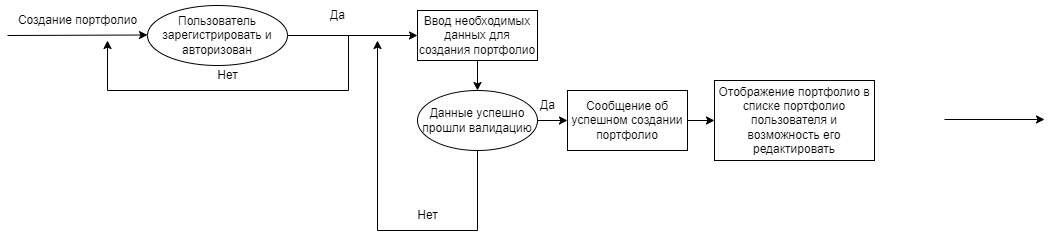 Создание портфолио
Пользователь
зарегистрировать и
авторизован
Да
Нет
Ввод необходимых
данных для
создания портфолио
Данные успешно
прошли валидацию
Да
Нет
Сообщение об
успешном создании
портфолио
Отображение портфолио в
списке портфолио
пользователя и
возможность его
редактировать